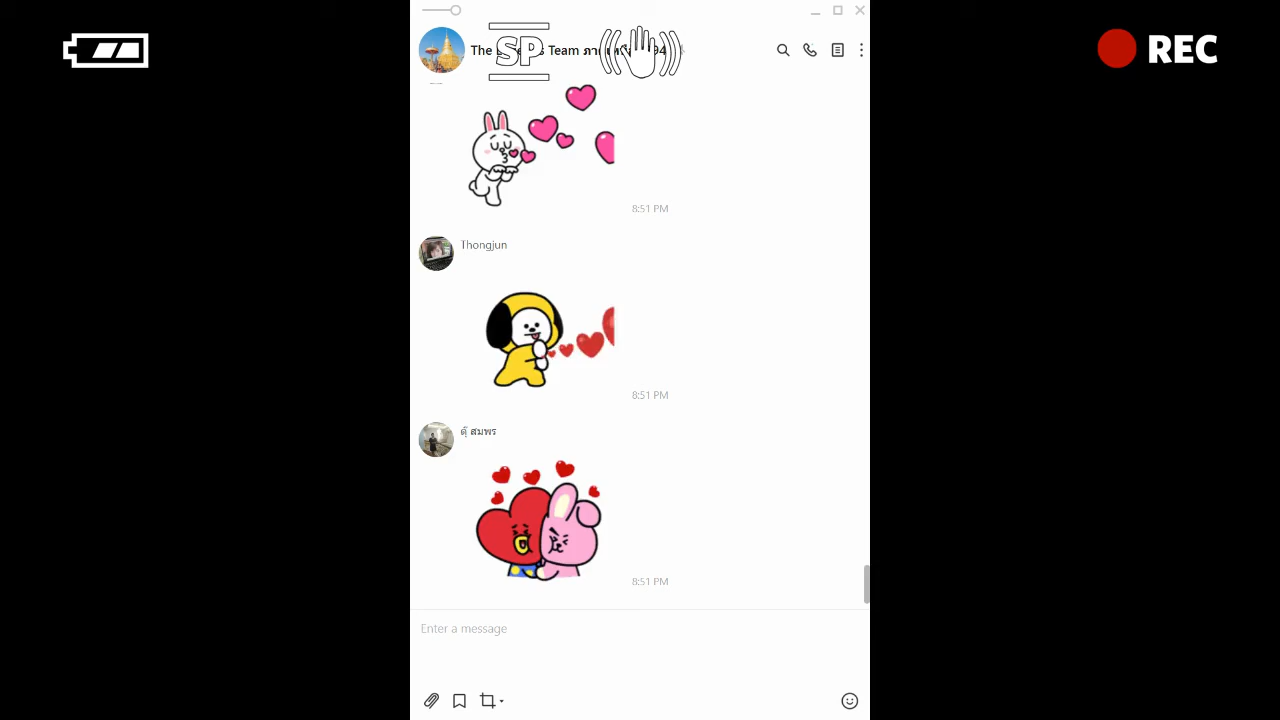 SP
REC
The
Team
8:51 PM
Thongjun
8:51 PM
ตุ๊ สมพร
8:51 PM
Enter a message